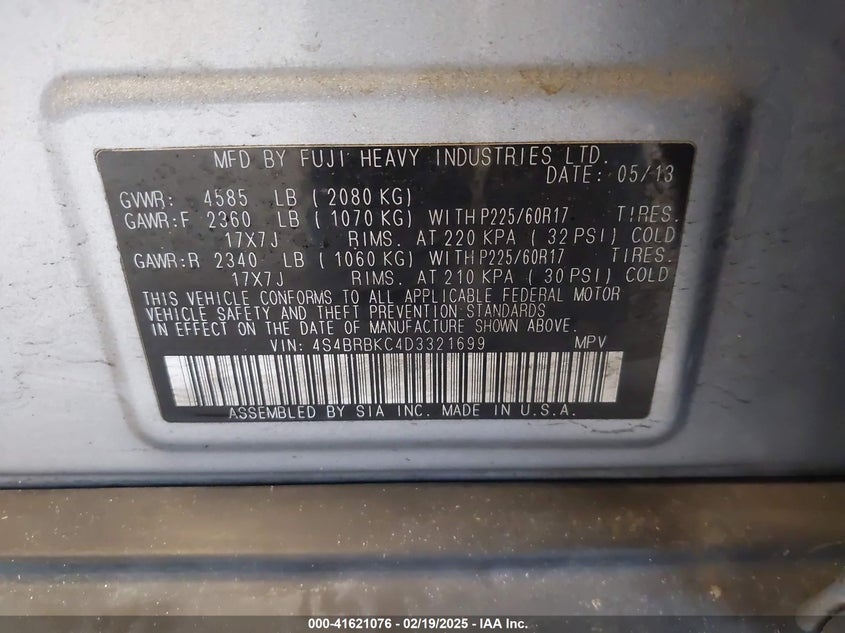 MFD BY FUJI HEAVY INDUSTRIES LTD.
DATE: 05/13
GVWR: 4585 LB ( 2080 KG)
GAWR:F 2360 LB ( 1070 KG) WITH P225/60R17 TIRES.
17X7J RIMS. AT 220 KPA ( 32 PSI) COLD
GAWR:R 2340 LB ( 1060 KG) WITH P225/60R17 TIRES.
17X7J RIMS. AT 210 KPA ( 30 PSI) COLD
THIS VEHICLE CONFORMS TO ALL APPLICABLE FEDERAL MOTOR
VEHICLE SAFETY AND THEFT PREVENTION STANDARDS
IN EFFECT ON THE DATE OF MANUFACTURE SHOWN ABOVE.
VIN: 4S4BRBKC4D3321699 MPV
ASSEMBLED BY SIA INC. MADE IN U.S.A.
000-41621076 - 02/19/2025 - IAA Inc.